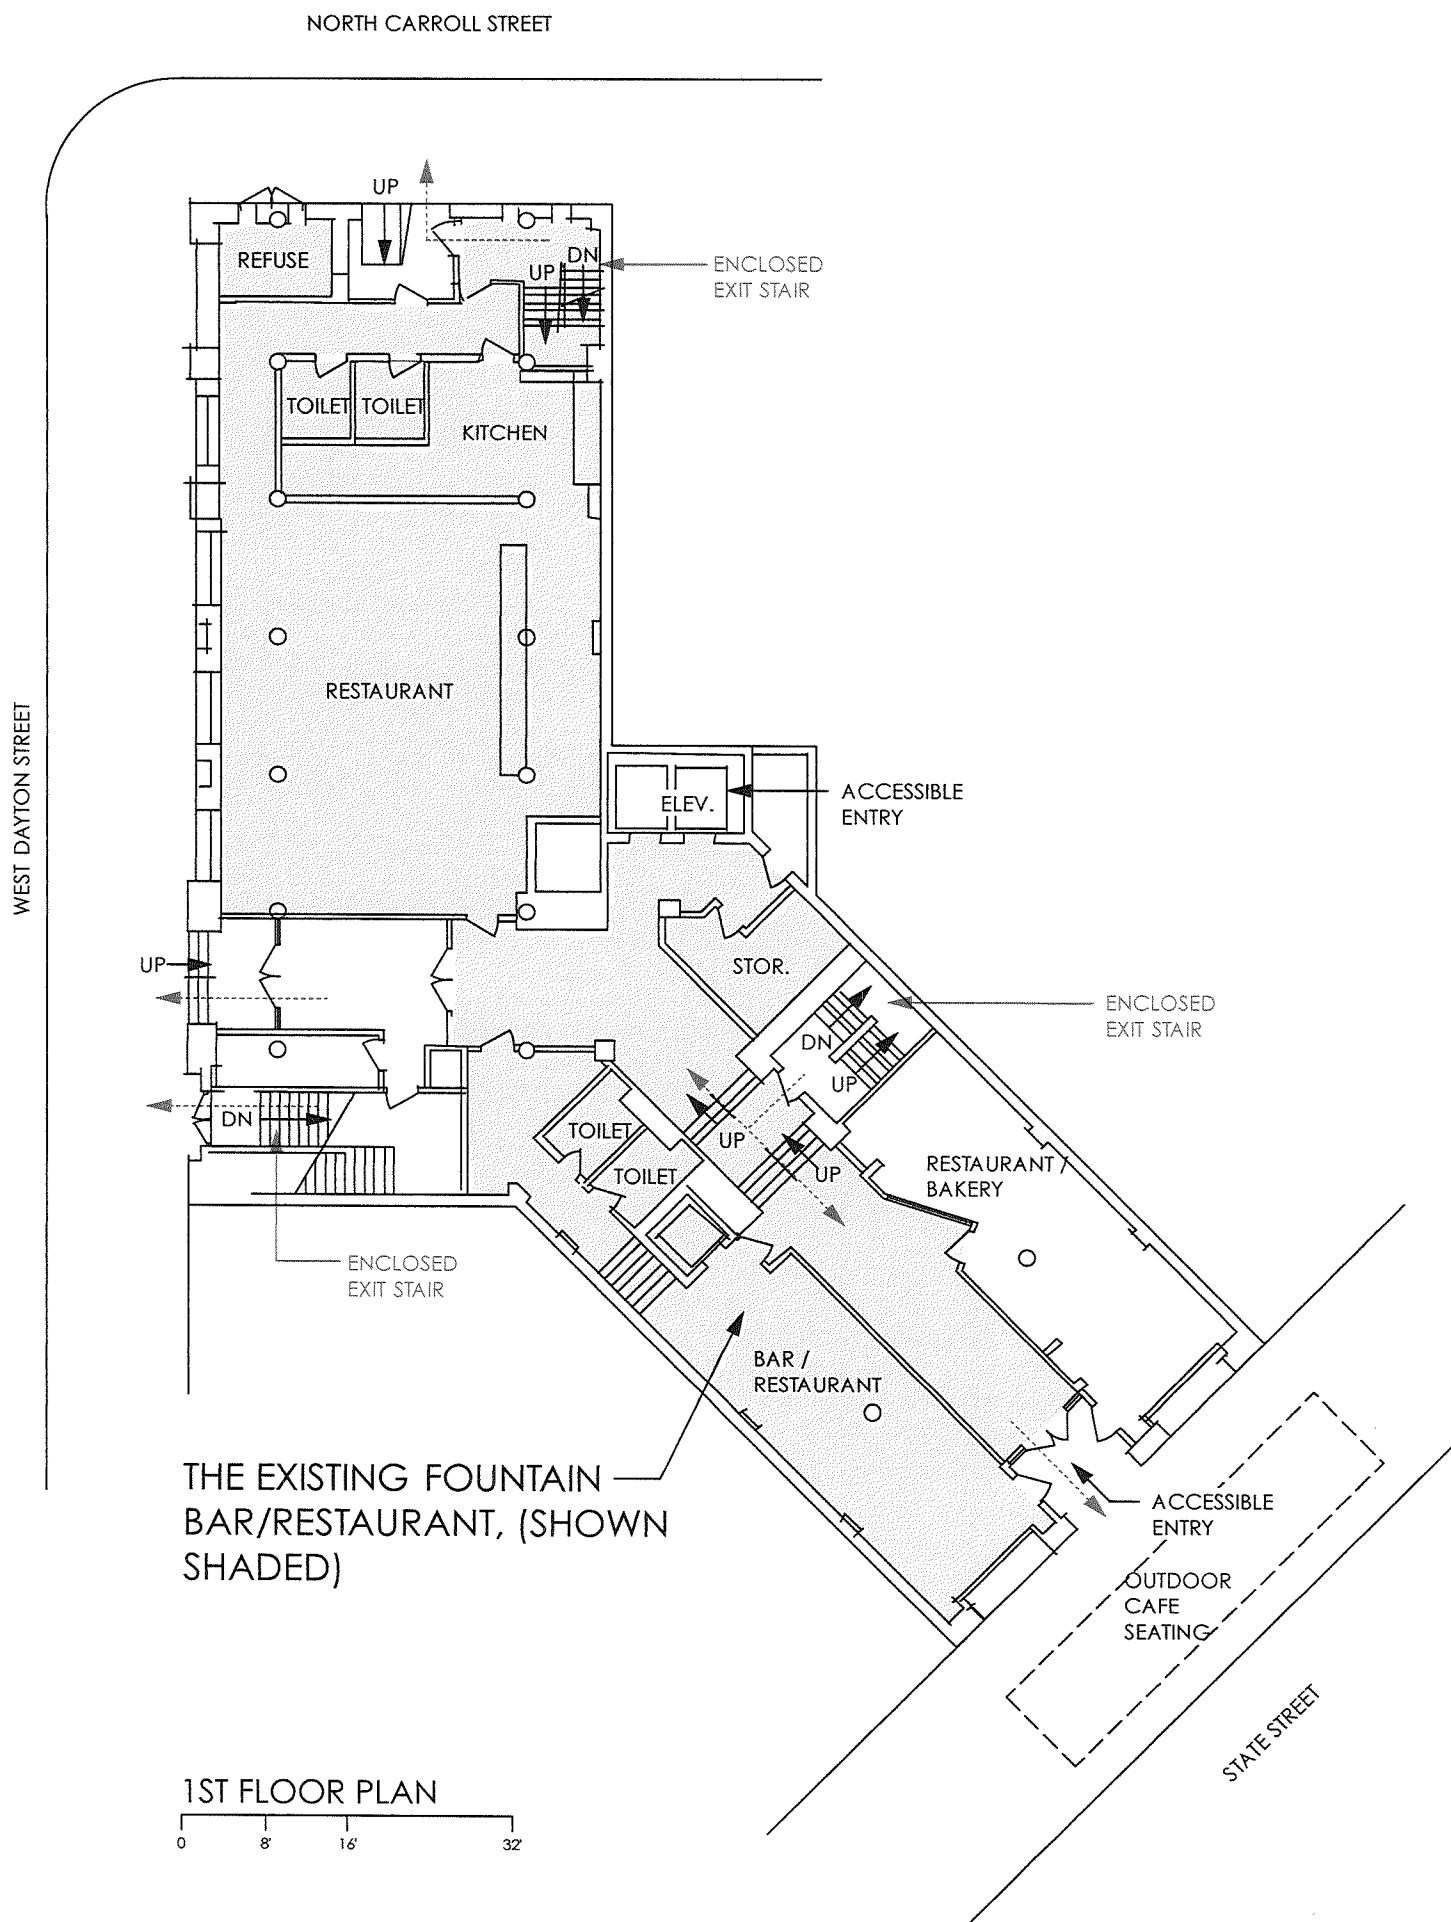 NORTH CARROLL STREET
UP
REFUSE
UP
DN
ENCLOSED
EXIT STAIR
TOILET
TOILET
KITCHEN
RESTAURANT
WEST DAYTON STREET
ELEV.
ACCESSIBLE
ENTRY
UP
STOR.
ENCLOSED
EXIT STAIR
DN
UP
DN
TOILET
UP
TOILET
UP
RESTAURANT /
BAKERY
ENCLOSED
EXIT STAIR
BAR /
RESTAURANT
THE EXISTING FOUNTAIN
BAR/RESTAURANT, (SHOWN
SHADED)
ACCESSIBLE
ENTRY
OUTDOOR
CAFE
SEATING
STATE STREET
1ST FLOOR PLAN
0 8' 16' 32'